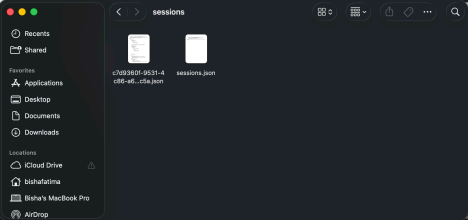 sessions
Recents
Shared
Favorites
Applications
Desktop
Documents
Downloads
Locations
iCloud Drive
bishafatima
Bisha's MacBook Pro
AirDrop
c7d9360f-9531-4
c86-a6...c5a.json
sessions.json